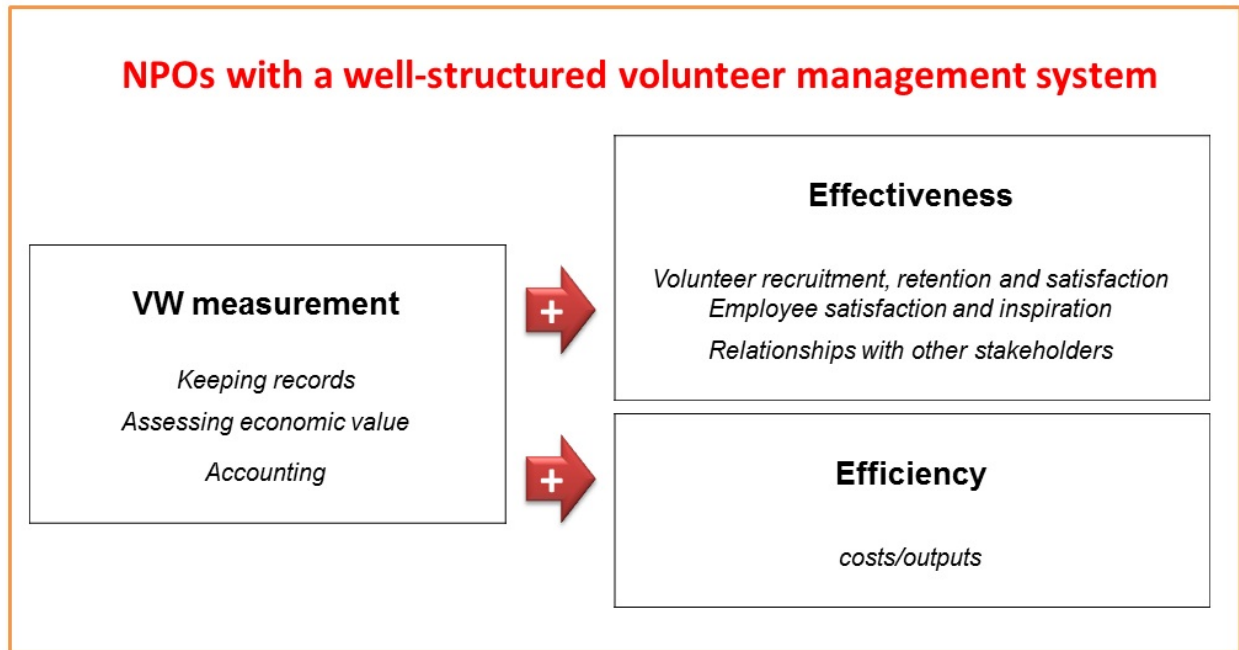 NPOs with a well-structured volunteer management system
VW measurement
Keeping records
Assessing economic value
Accounting
+
+
Effectiveness
Volunteer recruitment, retention and satisfaction
Employee satisfaction and inspiration
Relationships with other stakeholders
Efficiency
costs/outputs